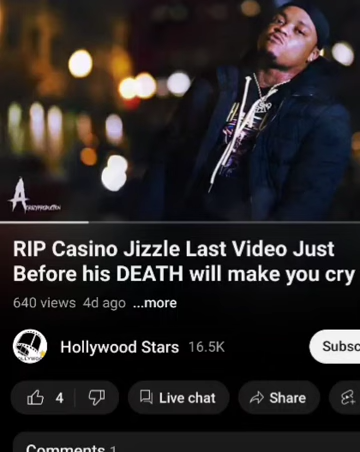 RIP Casino Jizzle Last Video Just
Before his DEATH will make you cry
640 views 4d ago ...more
Hollywood Stars 16.5K
4 Live chat Share
Comments 1